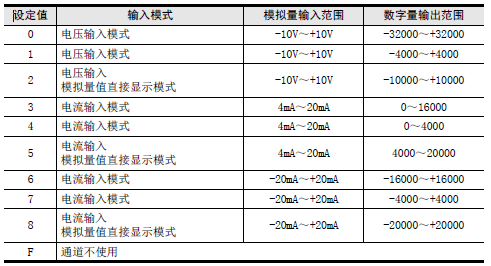 设定值 输入模式 模拟量输入范围 数字量输出范围
0 电压输入模式 -10V～+10V -32000～+32000
1 电压输入模式 -10V～+10V -4000～+4000
2 电压输入 模拟量值直接显示模式 -10V～+10V -10000～+10000
3 电流输入模式 4mA～20mA 0～16000
4 电流输入模式 4mA～20mA 0～4000
5 电流输入 模拟量值直接显示模式 4mA～20mA 4000～20000
6 电流输入模式 -20mA～+20mA -16000～+16000
7 电流输入模式 -20mA～+20mA -4000～+4000
8 电流输入 模拟量值直接显示模式 -20mA～+20mA -20000～+20000
F 通道不使用